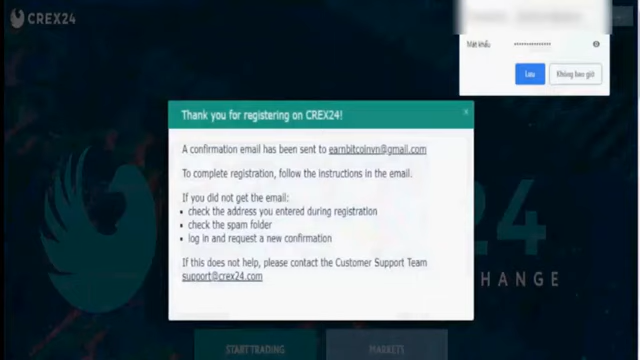 CREX24
Mật khẩu
••••••••••••••
Lưu
Không bao giờ
Thank you for registering on CREX24!
x
A confirmation email has been sent to eambitcoinvn@gmail.com
To complete registration, follow the instructions in the email.
If you did not get the email:
• check the address you entered during registration
• check the spam folder
• log in and request a new confirmation
If this does not help, please contact the Customer Support Team
support@crex24.com
24
CHANGE
START TRADING
MARKETS